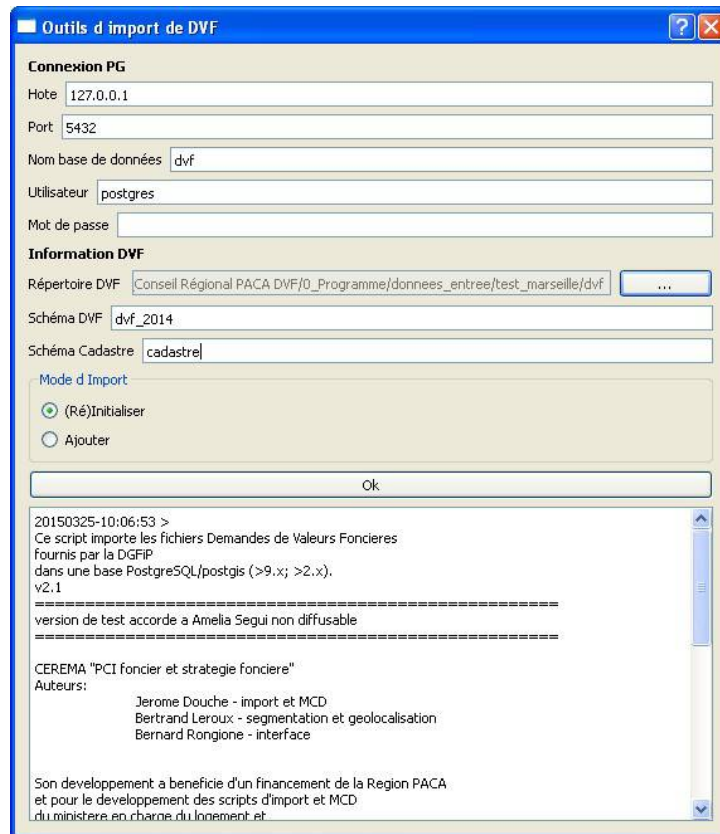 Outils d import de DVF
Connexion PG
Hote 127.0.0.1
Port 5432
Nom base de données dvf
Utilisateur postgres
Mot de passe
Information DVF
Répertoire DVF Conseil Régional PACA DVF/0_Programme/donnees_entree/test_marseille/dvf ...
Schéma DVF dvf_2014
Schéma Cadastre cadastre
Mode d Import
(Ré)Initialiser
Ajouter
Ok
20150325-10:06:53 >
Ce script importe les fichiers Demandes de Valeurs Foncieres
fournis par la DGFiP
dans une base PostgreSQL/postgis (>9.x; >2.x).
v2.1
====================================================
version de test accorde a Amelia Segui non diffusable
====================================================
CEREMA "PCI foncier et strategie fonciere"
Auteurs:
Jerome Douche - import et MCD
Bertrand Leroux - segmentation et geolocalisation
Bernard Rongione - interface
Son developpement a beneficie d'un financement de la Region PACA
et pour le developpement des scripts d'import et MCD
du ministere en charge du logement et